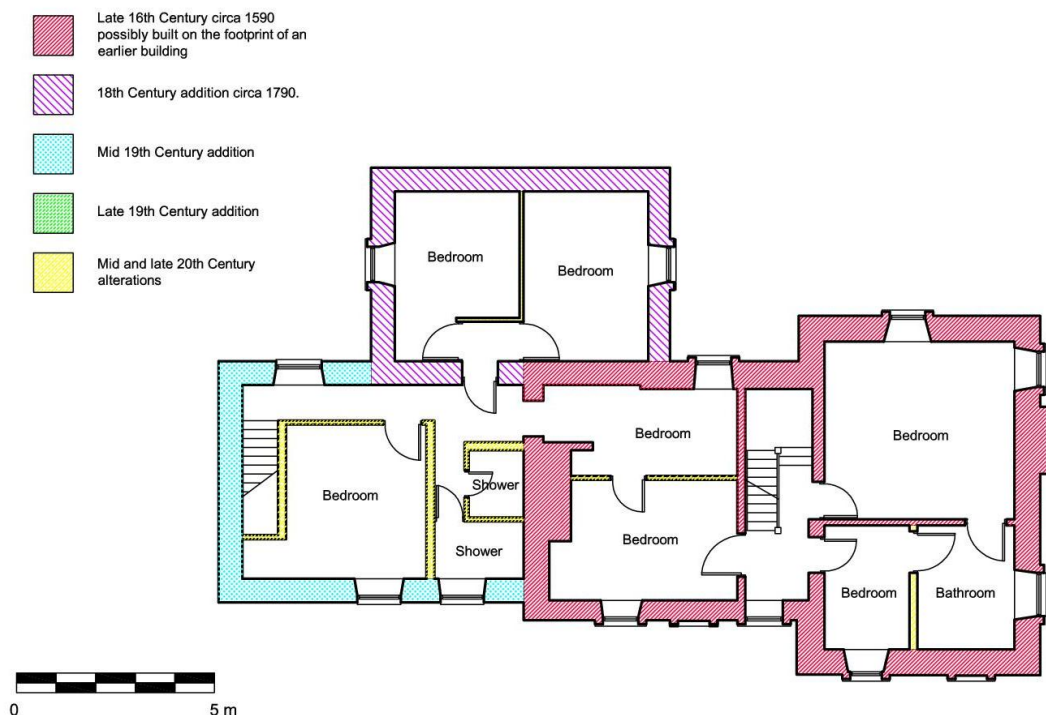 Late 16th Century circa 1590
possibly built on the footprint of an
earlier building
18th Century addition circa 1790.
Mid 19th Century addition
Late 19th Century addition
Mid and late 20th Century
alterations
Bedroom
Bedroom
Bedroom
Bedroom
Bedroom
Shower
Bedroom
Shower
Bedroom
Bathroom
0
5 m